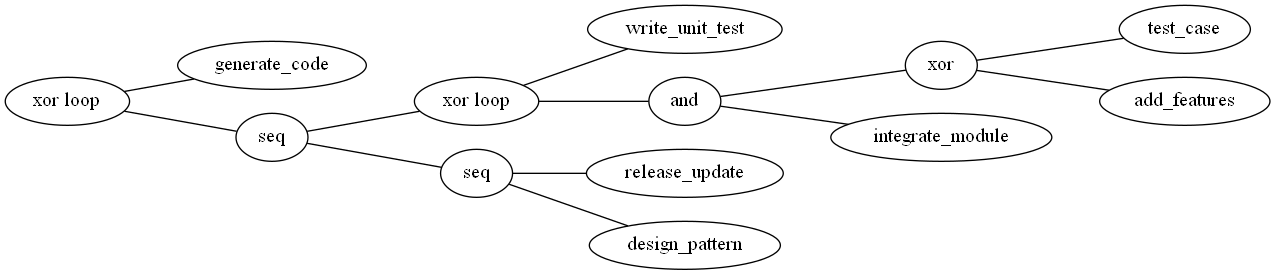 write_unit_test
test_case
generate_code
xor
xor loop
xor loop
and
add_features
seq
integrate_module
seq
release_update
design_pattern